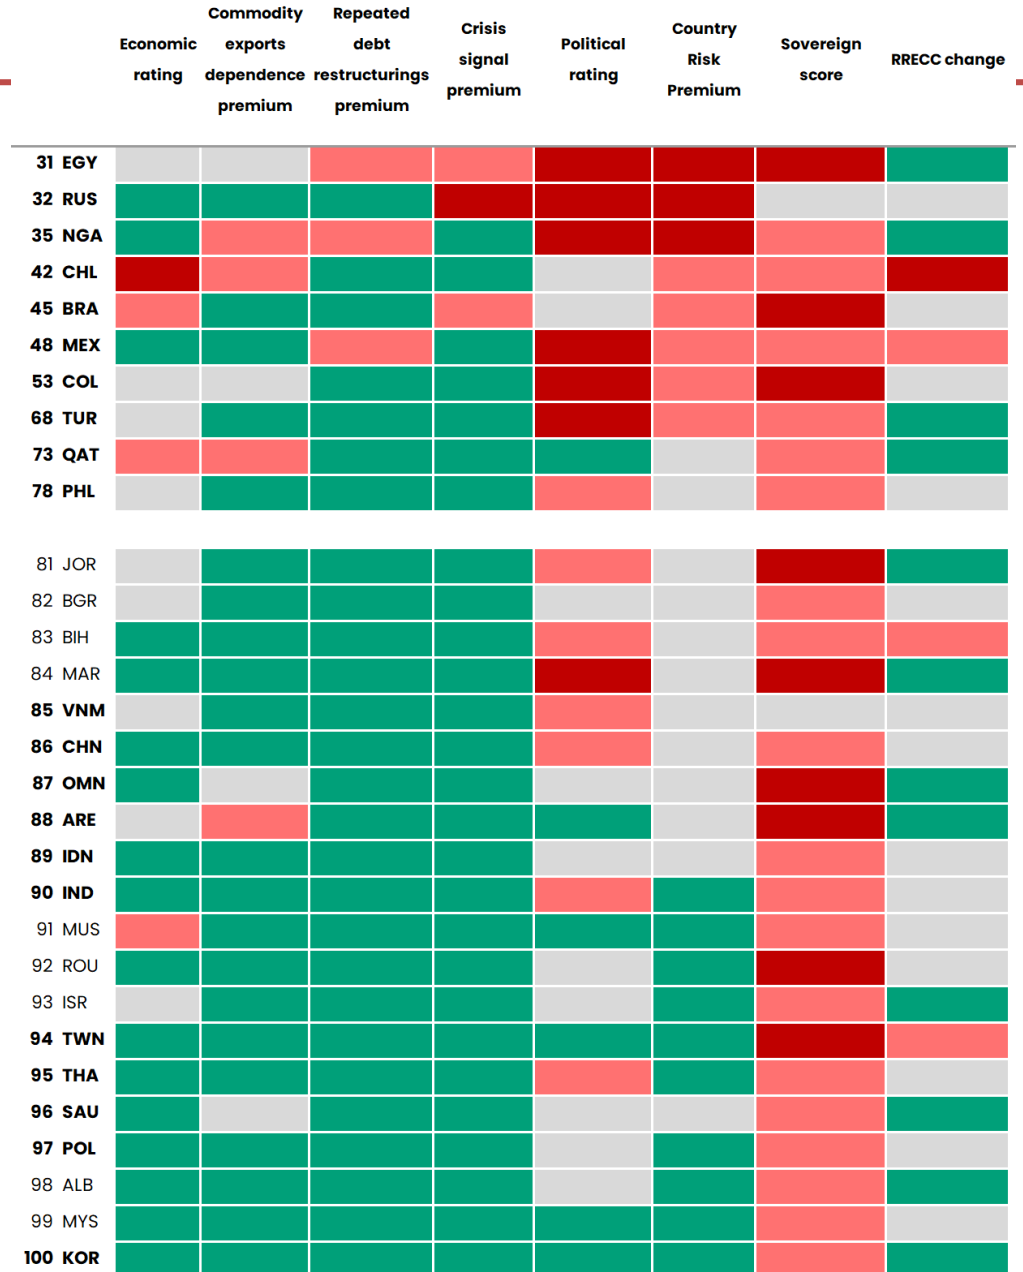 Economic
rating
Commodity
exports
dependence
premium
Repeated
debt
restructurings
premium
Crisis
signal
premium
Political
rating
Country
Risk
Premium
Sovereign
score
RRECC change
31 EGY
32 RUS
35 NGA
42 CHL
45 BRA
48 MEX
53 COL
68 TUR
73 QAT
78 PHL
81 JOR
82 BGR
83 BIH
84 MAR
85 VNM
86 CHN
87 OMN
88 ARE
89 IDN
90 IND
91 MUS
92 ROU
93 ISR
94 TWN
95 THA
96 SAU
97 POL
98 ALB
99 MYS
100 KOR